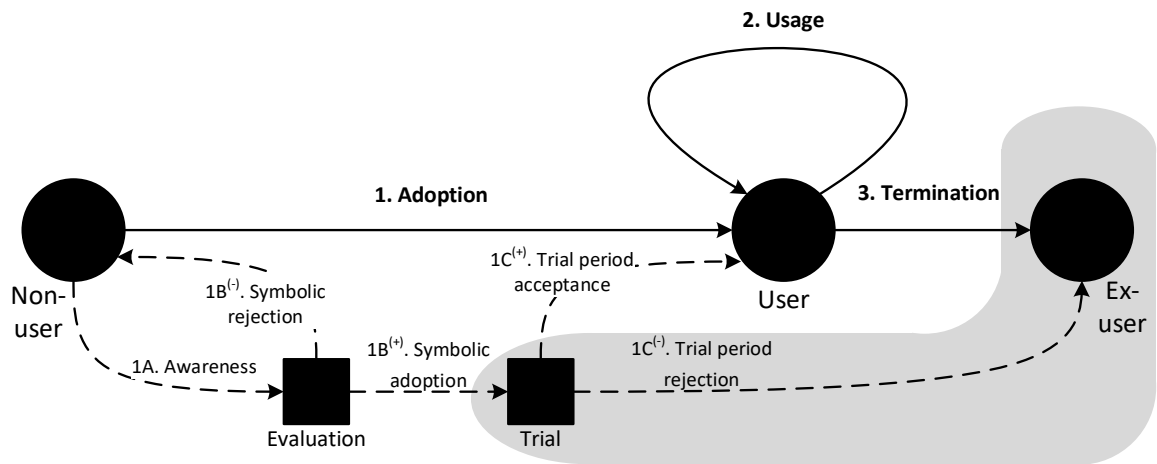 2. Usage
1. Adoption
3. Termination
1C(+). Trial period
acceptance
1B(-). Symbolic
rejection
Non-
user
User
Ex-
user
1A. Awareness
1B(+). Symbolic
adoption
1C(-). Trial period
rejection
Evaluation
Trial